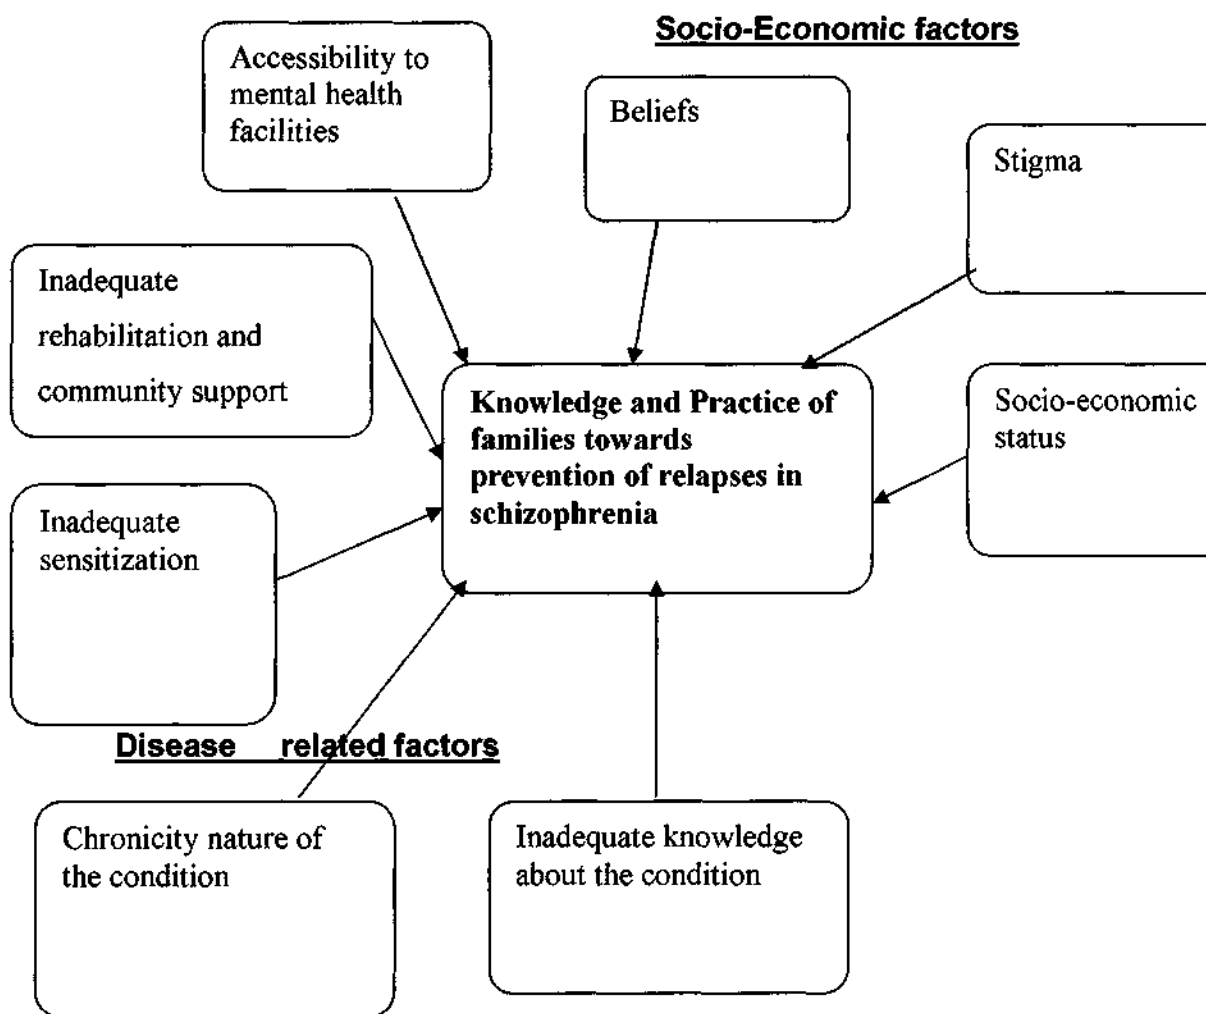 Socio-Economic factors
Accessibility to
mental health
facilities
Beliefs
Stigma
Inadequate
rehabilitation and
community support
Knowledge and Practice of
families towards
prevention of relapses in
schizophrenia
Socio-economic
status
Inadequate
sensitization
Disease related factors
Chronicity nature of
the condition
Inadequate knowledge
about the condition